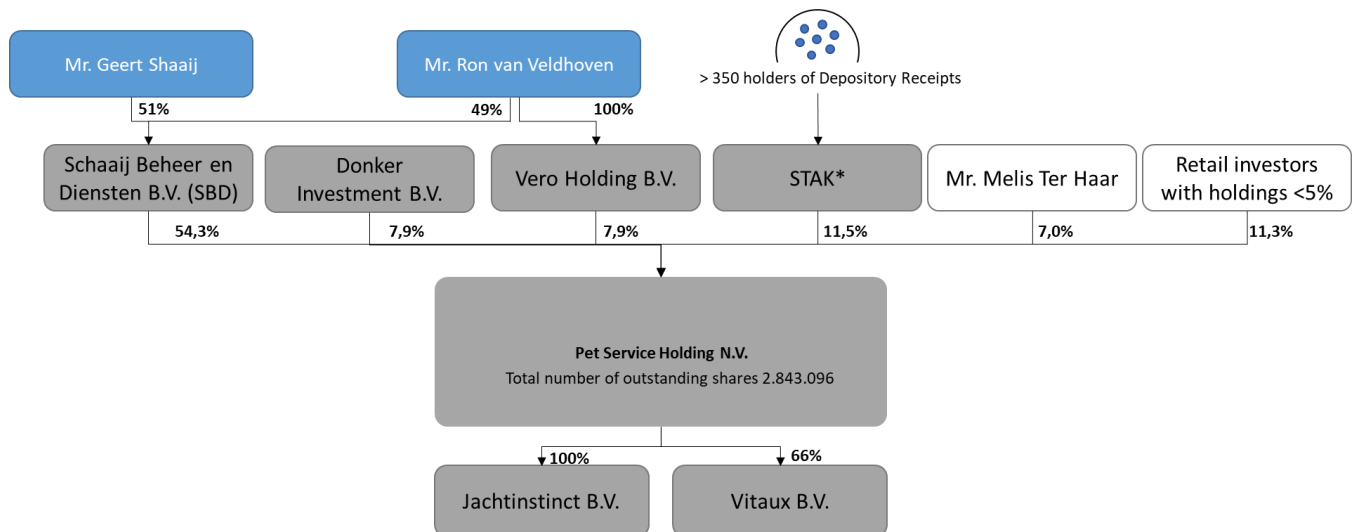 Mr. Geert Shaaij
Mr. Ron van Veldhoven
> 350 holders of Depository Receipts
51%
49%
100%
Schaaij Beheer en
Diensten B.V. (SBD)
Donker
Investment B.V.
Vero Holding B.V.
STAK*
Mr. Melis Ter Haar
Retail investors
with holdings <5%
54,3%
7,9%
7,9%
11,5%
7,0%
11,3%
Pet Service Holding N.V.
Total number of outstanding shares 2.843.096
100%
66%
Jachtinstinct B.V.
Vitaux B.V.